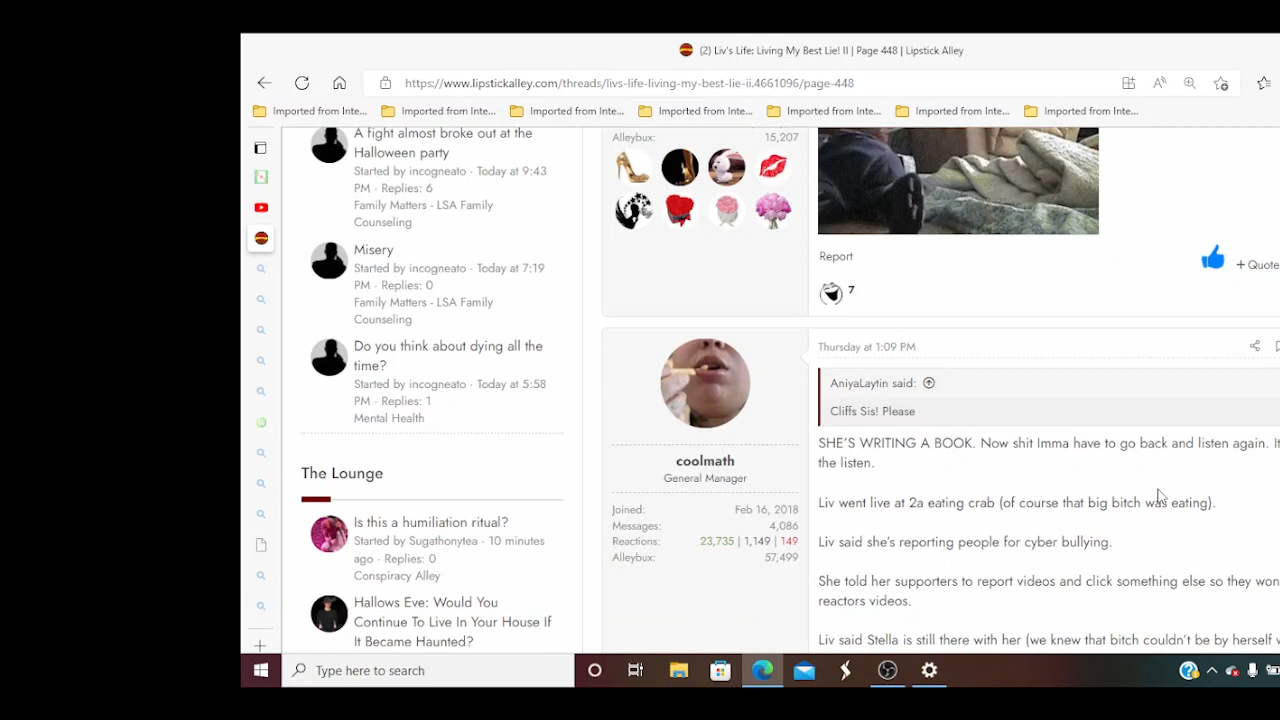 (2) Liv's Life: Living My Best Lie! II | Page 448 | Lipstick Alley
https://www.lipstickalley.com/threads/livs-life-living-my-best-lie-ii.4661096/page-448
Imported from Inte... Imported from Inte... Imported from Inte... Imported from Inte... Imported from Inte... Imported from Inte... Imported from Inte...
A fight almost broke out at the
Halloween party
Started by incogneato · Today at 9:43
PM · Replies: 6
Family Matters - LSA Family
Counseling
Misery
Started by incogneato · Today at 7:19
PM · Replies: 0
Family Matters - LSA Family
Counseling
Do you think about dying all the
time?
Started by incogneato · Today at 5:58
PM · Replies: 1
Mental Health
The Lounge
Is this a humiliation ritual?
Started by Sugathonytea · 10 minutes
ago · Replies: 0
Conspiracy Alley
Hallows Eve: Would You
Continue To Live In Your House If
It Became Haunted?
Alleybux: 15,207
Report
+ Quote
7
coolmath
General Manager
Joined: Feb 16, 2018
Messages: 4,086
Reactions: 23,735 | 1,149 | 149
Alleybux: 57,499
Thursday at 1:09 PM
AniyaLaytin said:
Cliffs Sis! Please
SHE'S WRITING A BOOK. Now shit Imma have to go back and listen again.
the listen.
Liv went live at 2a eating crab (of course that big bitch was eating).
Liv said she's reporting people for cyber bullying.
She told her supporters to report videos and click something else so they won
reactors videos.
Liv said Stella is still there with her (we knew that bitch couldn't be by herself
Type here to search